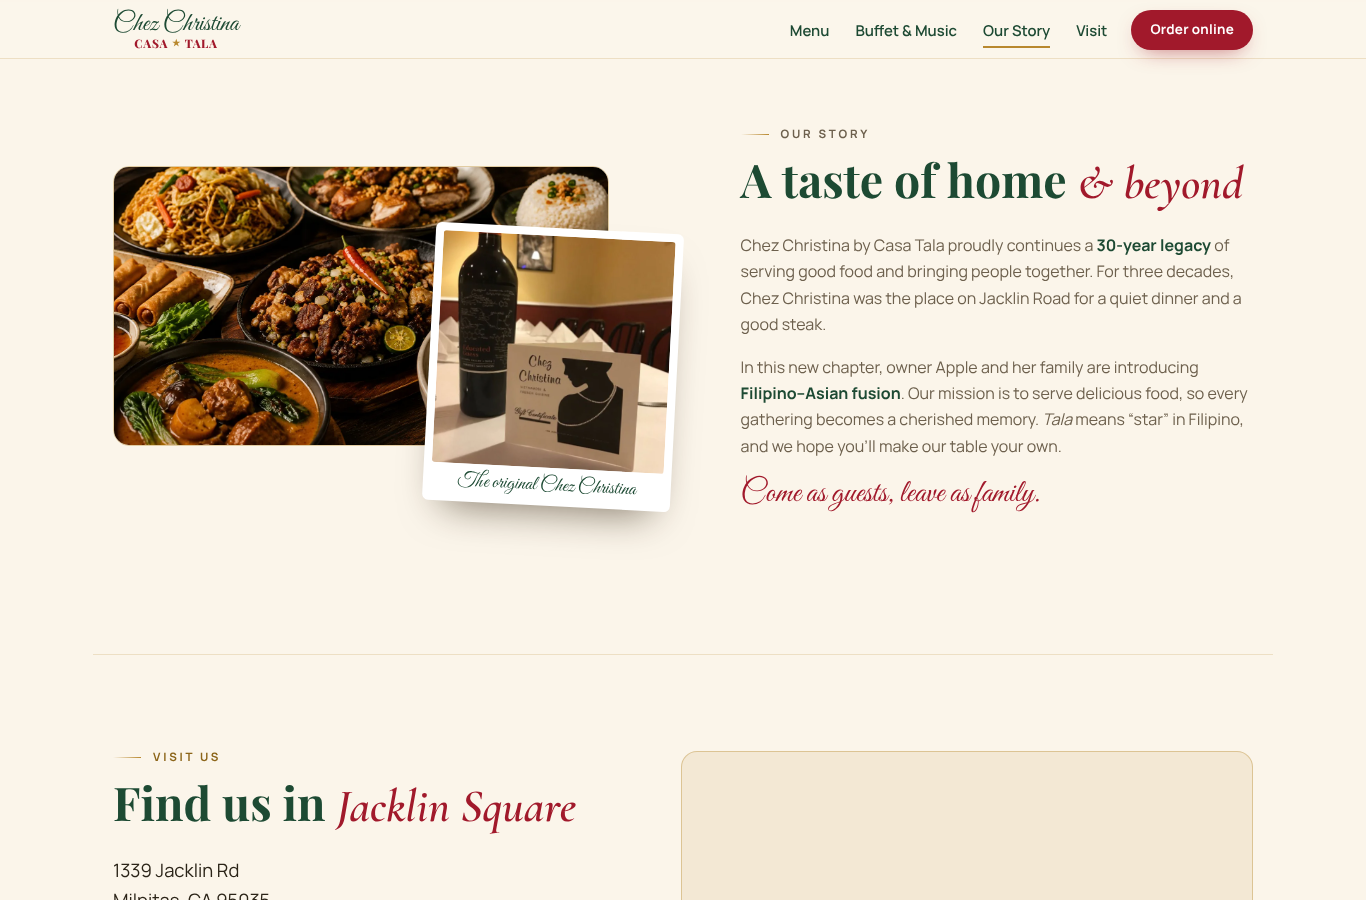 Chez Christina
CASA ★ TALA
Menu
Buffet & Music
Our Story
Visit
Order online
OUR STORY
A taste of home & beyond
Chez Christina by Casa Tala proudly continues a 30-year legacy of
serving good food and bringing people together. For three decades,
Chez Christina was the place on Jacklin Road for a quiet dinner and a
good steak.
In this new chapter, owner Apple and her family are introducing
Filipino–Asian fusion. Our mission is to serve delicious food, so every
gathering becomes a cherished memory. Tala means “star” in Filipino,
and we hope you’ll make our table your own.
Come as guests, leave as family.
Chez
Christina
Gift Certificate
The original Chez Christina
VISIT US
Find us in Jacklin Square
1339 Jacklin Rd
Milpitas, CA 95035